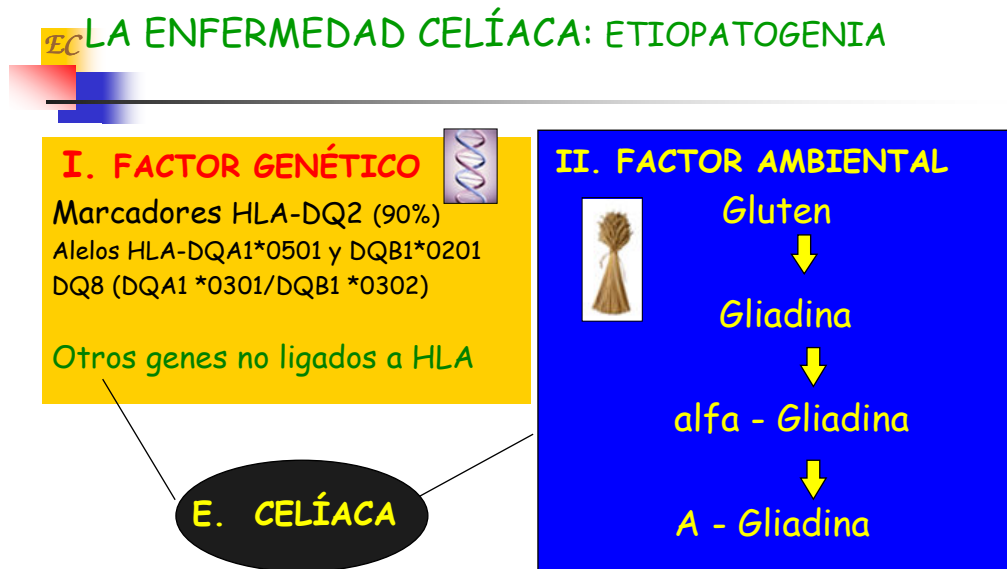 EC LA ENFERMEDAD CELÍACA: ETIOPATOGENIA
I. FACTOR GENÉTICO
Marcadores HLA-DQ2 (90%)
Alelos HLA-DQA1*0501 y DQB1*0201
DQ8 (DQA1 *0301/DQB1 *0302)
Otros genes no ligados a HLA
E. CELÍACA
II. FACTOR AMBIENTAL
Gluten
Gliadina
alfa - Gliadina
A - Gliadina